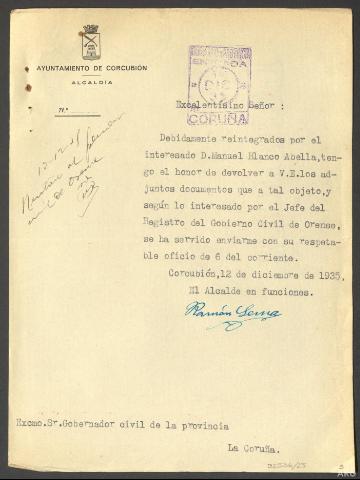 AYUNTAMIENTO DE CORCUBIÓN
ALCALDÍA
N.º
ENTRADA
DIC
CORUÑA
Excelentísino Señor :
Debidamente reintegrados por el
interesado D.Manuel Blanco Abella,ten-
go el honor de devolver a V.E.los ad-
juntos documentos que a tal objeto,y
según lo interesado por el Jefe del
Registro del Gobierno Civil de Orense,
se ha servido enviarme con su respeta-
ble oficio de 6 del corriente.
Corcubión,12 de diciembre de 1935,
El Alcalde en funciones.
Ramón
Excmo.Sr.Gobernador civil de la provincia
La Coruña.